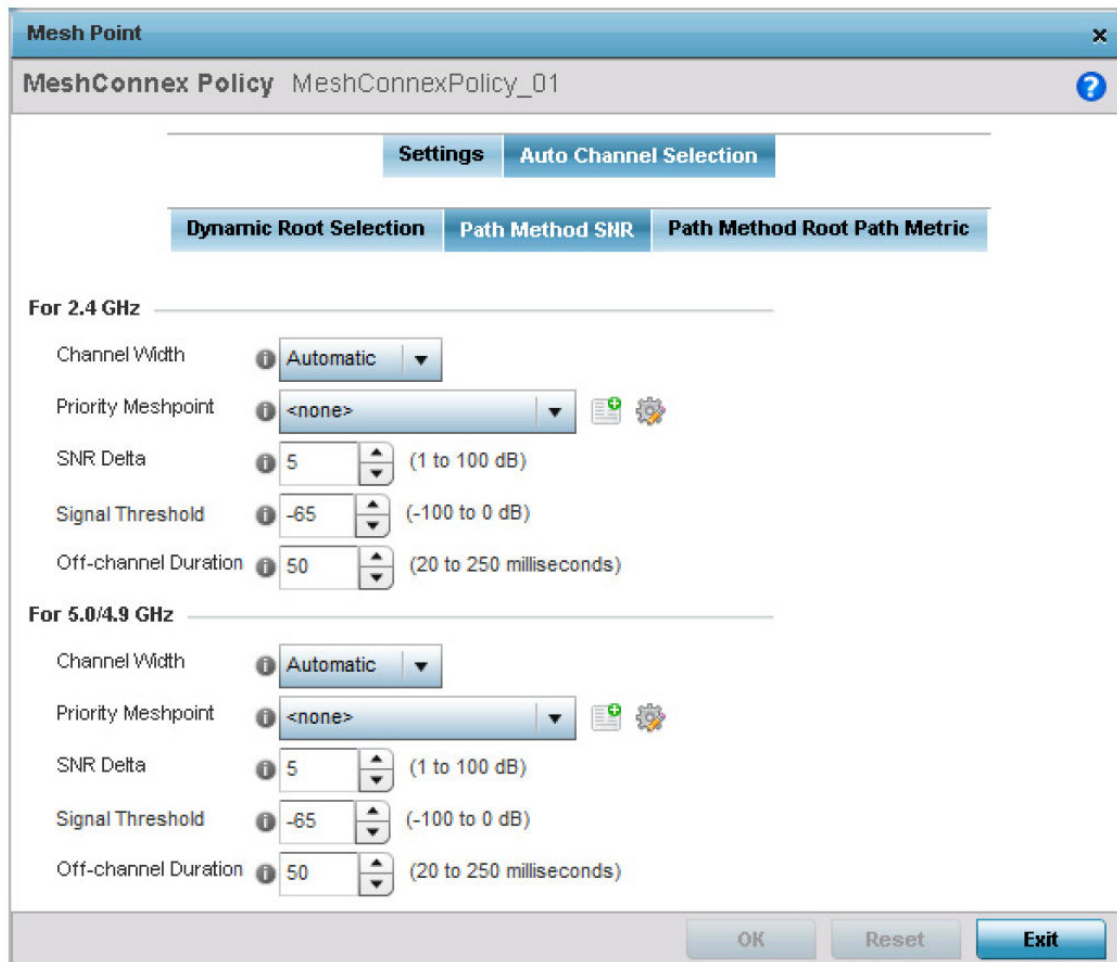 Mesh Point
MeshConnex Policy MeshConnexPolicy_01
Settings Auto Channel Selection
Dynamic Root Selection Path Method SNR Path Method Root Path Metric
For 2.4 GHz
Channel Width Automatic
Priority Meshpoint <none>
SNR Delta 5 (1 to 100 dB)
Signal Threshold -65 (-100 to 0 dB)
Off-channel Duration 50 (20 to 250 milliseconds)
For 5.0/4.9 GHz
Channel Width Automatic
Priority Meshpoint <none>
SNR Delta 5 (1 to 100 dB)
Signal Threshold -65 (-100 to 0 dB)
Off-channel Duration 50 (20 to 250 milliseconds)
OK Reset Exit